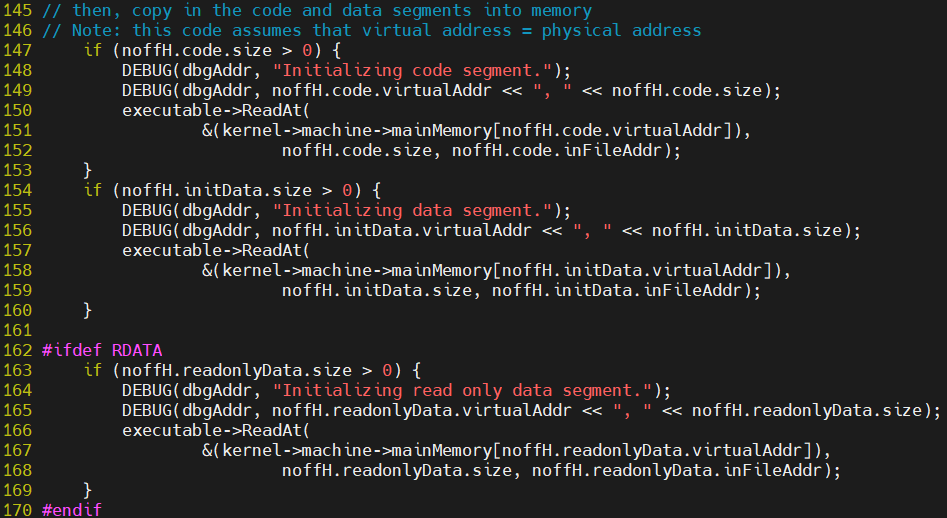 145 // then, copy in the code and data segments into memory
146 // Note: this code assumes that virtual address = physical address
147     if (noffH.code.size > 0) {
148         DEBUG(dbgAddr, "Initializing code segment.");
149         DEBUG(dbgAddr, noffH.code.virtualAddr << ", " << noffH.code.size);
150         executable->ReadAt(
151                 &(kernel->machine->mainMemory[noffH.code.virtualAddr]),
152                         noffH.code.size, noffH.code.inFileAddr);
153     }
154     if (noffH.initData.size > 0) {
155         DEBUG(dbgAddr, "Initializing data segment.");
156         DEBUG(dbgAddr, noffH.initData.virtualAddr << ", " << noffH.initData.size);
157         executable->ReadAt(
158                 &(kernel->machine->mainMemory[noffH.initData.virtualAddr]),
159                         noffH.initData.size, noffH.initData.inFileAddr);
160     }
161
162 #ifdef RDATA
163     if (noffH.readonlyData.size > 0) {
164         DEBUG(dbgAddr, "Initializing read only data segment.");
165         DEBUG(dbgAddr, noffH.readonlyData.virtualAddr << ", " << noffH.readonlyData.size);
166         executable->ReadAt(
167                 &(kernel->machine->mainMemory[noffH.readonlyData.virtualAddr]),
168                         noffH.readonlyData.size, noffH.readonlyData.inFileAddr);
169     }
170 #endif